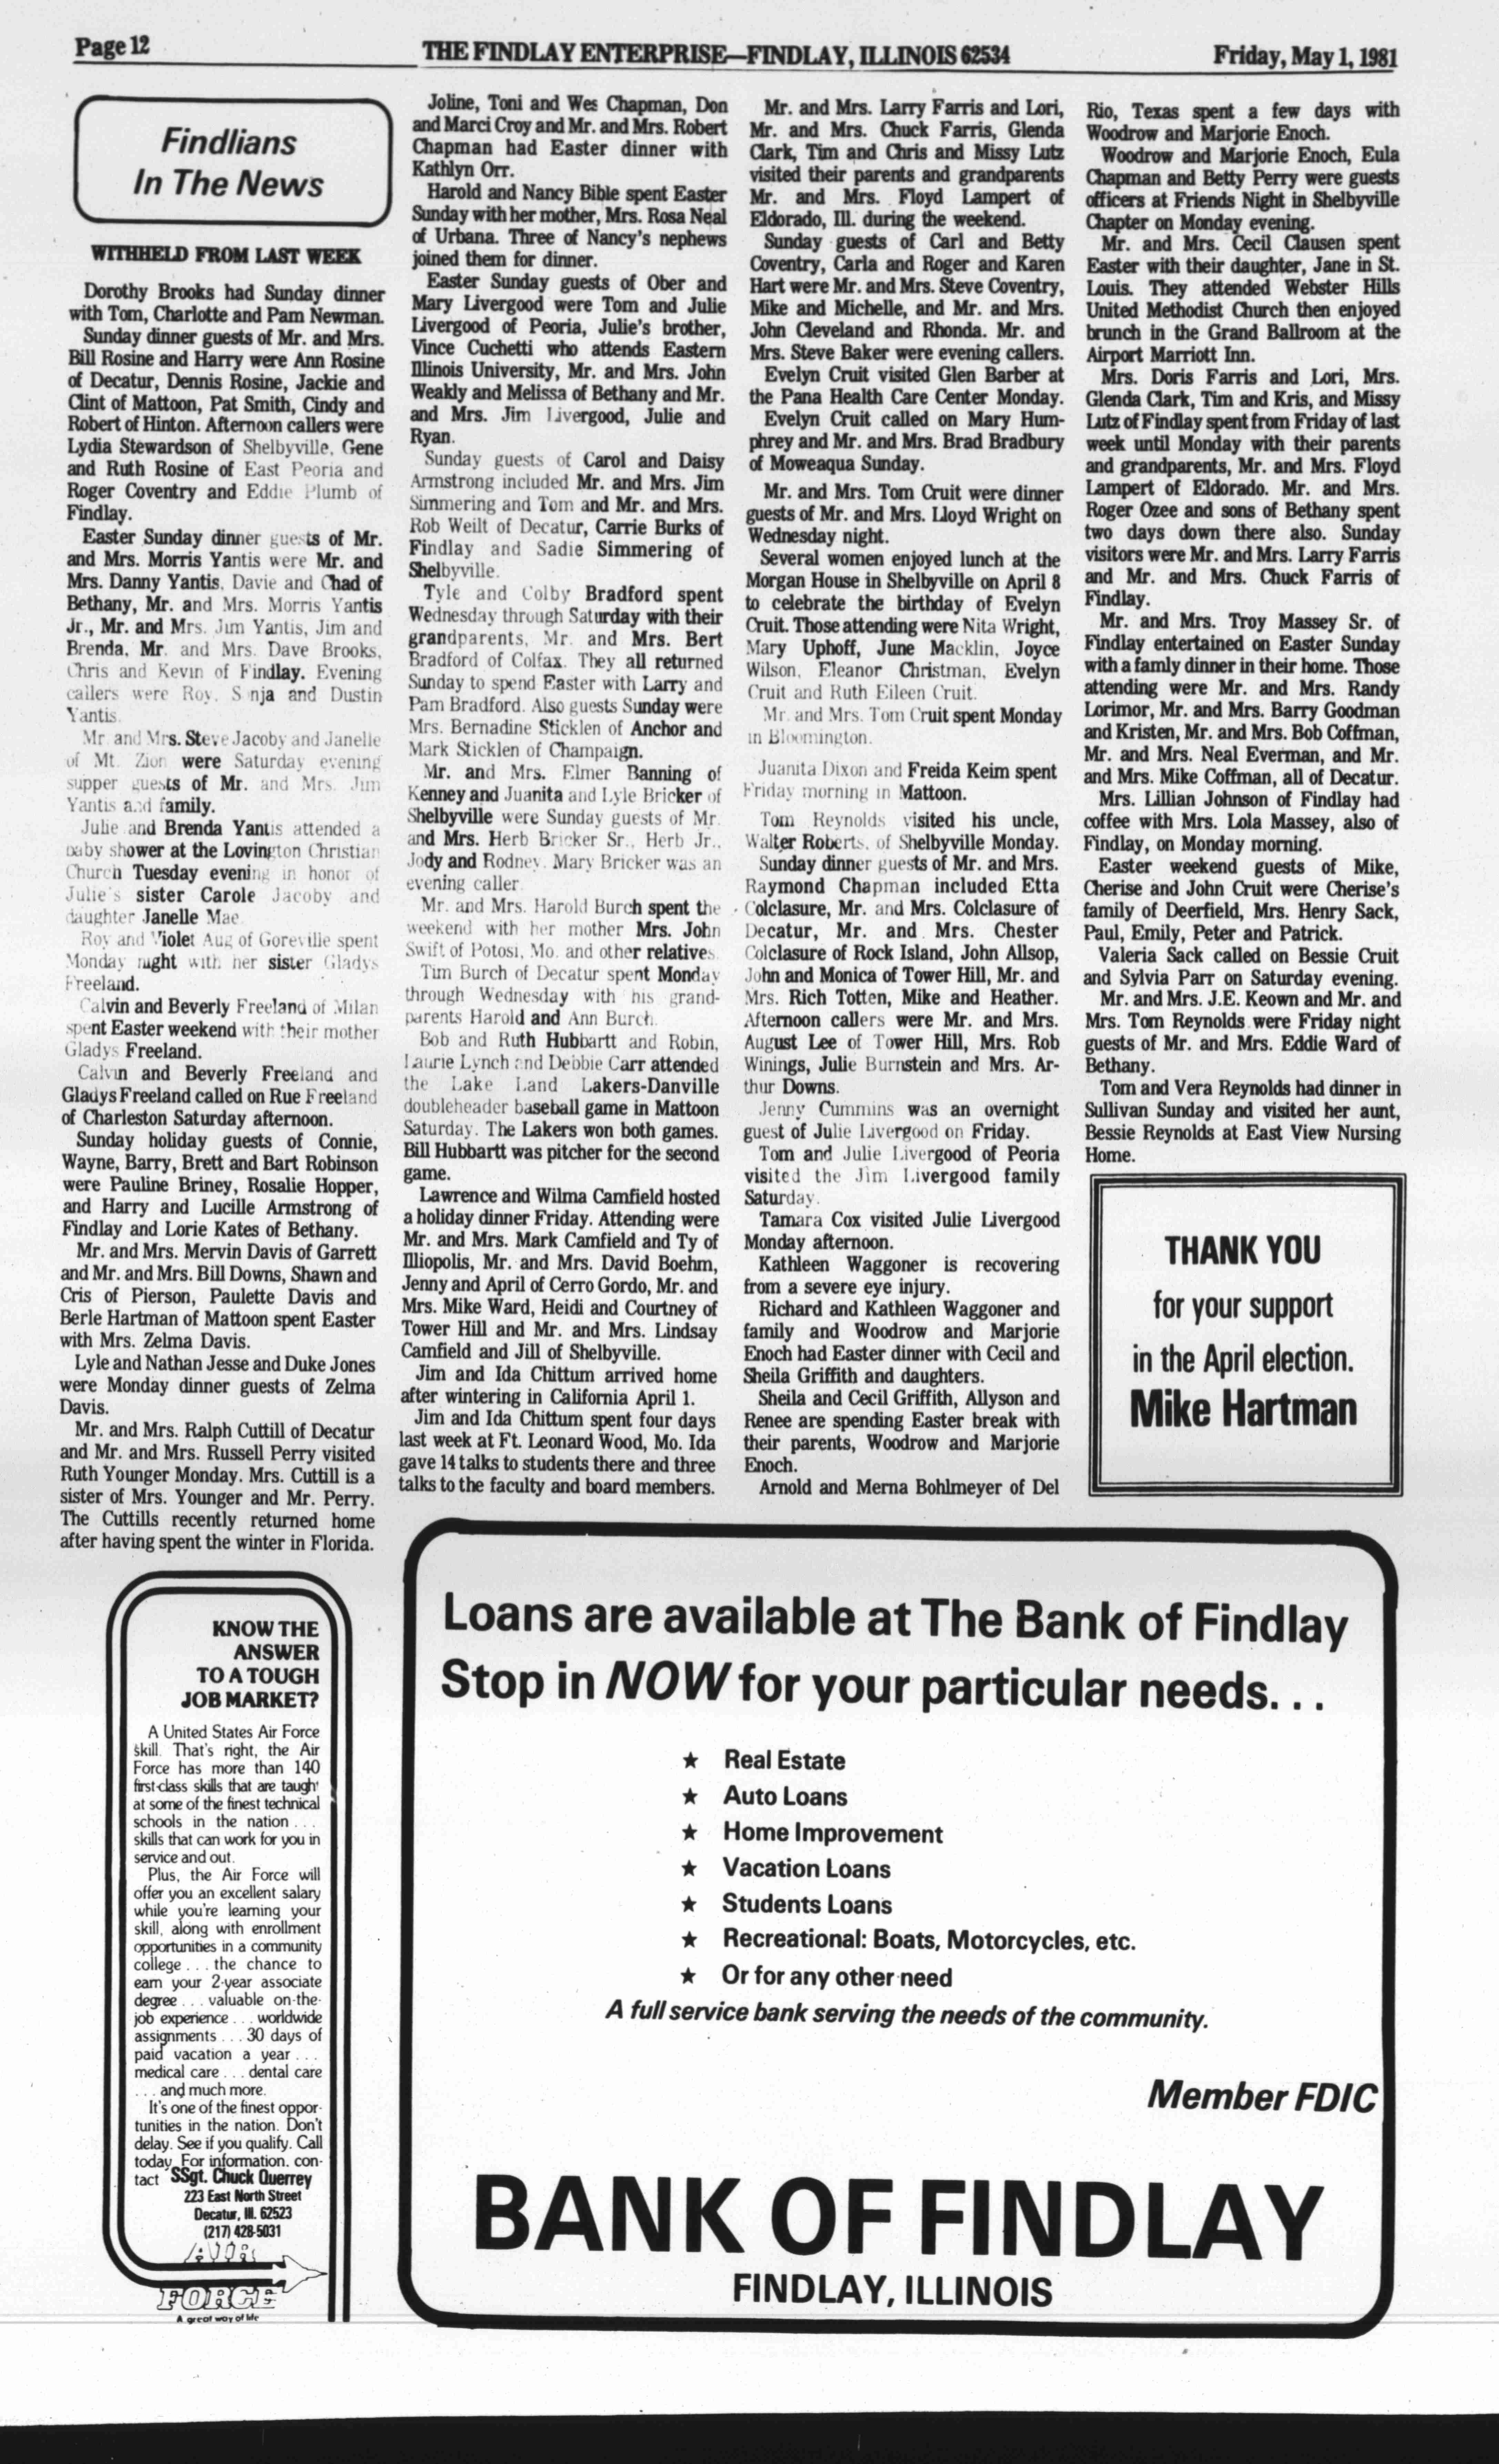 Page 12
THE FINDLAY ENTERPRISE—FINDLAY, ILLINOIS 62534
Friday, May 1, 1981
Findlians
In The News
WITHHELD FROM LAST WEEK
Dorothy Brooks had Sunday dinner
with Tom, Charlotte and Pam Newman.
Sunday dinner guests of Mr. and Mrs.
Bill Rosine and Harry were Ann Rosine
of Decatur, Dennis Rosine, Jackie and
Clint of Mattoon, Pat Smith, Cindy and
Robert of Hinton. Afternoon callers were
Lydia Stewardson of Shelbyville, Gene
and Ruth Rosine of East Peoria and
Roger Coventry and Eddie Plumb of
Findlay.
Easter Sunday dinner guests of Mr.
and Mrs. Morris Yantis were Mr. and
Mrs. Danny Yantis, Davie and Chad of
Bethany, Mr. and Mrs. Morris Yantis
Jr., Mr. and Mrs. Jim Yantis, Jim and
Brenda, Mr. and Mrs. Dave Brooks,
Chris and Kevin of Findlay. Evening
callers were Roy, Sonja and Dustin
Yantis.
Mr. and Mrs. Steve Jacoby and Janelle
of Mt. Zion were Saturday evening
supper guests of Mr. and Mrs. Jim
Yantis and family.
Julie and Brenda Yantis attended a
baby shower at the Lovington Christian
Church Tuesday evening in honor of
Julie's sister Carole Jacoby and
daughter Janelle Mae.
Roy and Violet Aug of Goreville spent
Monday night with her sister Gladys
Freeland.
Calvin and Beverly Freeland of Milan
spent Easter weekend with their mother
Gladys Freeland.
Calvin and Beverly Freeland and
Gladys Freeland called on Rue Freeland
of Charleston Saturday afternoon.
Sunday holiday guests of Connie,
Wayne, Barry, Brett and Bart Robinson
were Pauline Briney, Rosalie Hopper,
and Harry and Lucille Armstrong of
Findlay and Lorie Kates of Bethany.
Mr. and Mrs. Mervin Davis of Garrett
and Mr. and Mrs. Bill Downs, Shawn and
Cris of Pierson, Paulette Davis and
Berle Hartman of Mattoon spent Easter
with Mrs. Zelma Davis.
Lyle and Nathan Jesse and Duke Jones
were Monday dinner guests of Zelma
Davis.
Mr. and Mrs. Ralph Cuttill of Decatur
and Mr. and Mrs. Russell Perry visited
Ruth Younger Monday. Mrs. Cuttill is a
sister of Mrs. Younger and Mr. Perry.
The Cuttills recently returned home
after having spent the winter in Florida.
Joline, Toni and Wes Chapman, Don
and Marci Croy and Mr. and Mrs. Robert
Chapman had Easter dinner with
Kathlyn Orr.
Harold and Nancy Bible spent Easter
Sunday with her mother, Mrs. Rosa Neal
of Urbana. Three of Nancy's nephews
joined them for dinner.
Easter Sunday guests of Ober and
Mary Livergood were Tom and Julie
Livergood of Peoria, Julie's brother,
Vince Cuchetti who attends Eastern
Illinois University, Mr. and Mrs. John
Weakly and Melissa of Bethany and Mr.
and Mrs. Jim Livergood, Julie and
Ryan.
Sunday guests of Carol and Daisy
Armstrong included Mr. and Mrs. Jim
Simmering and Tom and Mr. and Mrs.
Rob Weilt of Decatur, Carrie Burks of
Findlay and Sadie Simmering of
Shelbyville.
Tyle and Colby Bradford spent
Wednesday through Saturday with their
grandparents, Mr. and Mrs. Bert
Bradford of Colfax. They all returned
Sunday to spend Easter with Larry and
Pam Bradford. Also guests Sunday were
Mrs. Bernadine Sticklen of Anchor and
Mark Sticklen of Champaign.
Mr. and Mrs. Elmer Banning of
Kenney and Juanita and Lyle Bricker of
Shelbyville were Sunday guests of Mr.
and Mrs. Herb Bricker Sr., Herb Jr.,
Jody and Rodney. Mary Bricker was an
evening caller.
Mr. and Mrs. Harold Burch spent the
weekend with her mother Mrs. John
Swift of Potosi, Mo. and other relatives.
Tim Burch of Decatur spent Monday
through Wednesday with his grand-
parents Harold and Ann Burch.
Bob and Ruth Hubbartt and Robin,
Laurie Lynch and Debbie Carr attended
the Lake Land Lakers-Danville
doubleheader baseball game in Mattoon
Saturday. The Lakers won both games.
Bill Hubbartt was pitcher for the second
game.
Lawrence and Wilma Camfield hosted
a holiday dinner Friday. Attending were
Mr. and Mrs. Mark Camfield and Ty of
Illiopolis, Mr. and Mrs. David Boehm,
Jenny and April of Cerro Gordo, Mr. and
Mrs. Mike Ward, Heidi and Courtney of
Tower Hill and Mr. and Mrs. Lindsay
Camfield and Jill of Shelbyville.
Jim and Ida Chittum arrived home
after wintering in California April 1.
Jim and Ida Chittum spent four days
last week at Ft. Leonard Wood, Mo. Ida
gave 14 talks to students there and three
talks to the faculty and board members.
Mr. and Mrs. Larry Farris and Lori,
Mr. and Mrs. Chuck Farris, Glenda
Clark, Tim and Chris and Missy Lutz
visited their parents and grandparents
Mr. and Mrs. Floyd Lampert of
Eldorado, Ill. during the weekend.
Sunday guests of Carl and Betty
Coventry, Carla and Roger and Karen
Hart were Mr. and Mrs. Steve Coventry,
Mike and Michelle, and Mr. and Mrs.
John Cleveland and Rhonda. Mr. and
Mrs. Steve Baker were evening callers.
Evelyn Cruit visited Glen Barber at
the Pana Health Care Center Monday.
Evelyn Cruit called on Mary Hum-
phrey and Mr. and Mrs. Brad Bradbury
of Moweaqua Sunday.
Mr. and Mrs. Tom Cruit were dinner
guests of Mr. and Mrs. Lloyd Wright on
Wednesday night.
Several women enjoyed lunch at the
Morgan House in Shelbyville on April 8
to celebrate the birthday of Evelyn
Cruit. Those attending were Nita Wright,
Mary Uphoff, June Macklin, Joyce
Wilson, Eleanor Christman, Evelyn
Cruit and Ruth Eileen Cruit.
Mr. and Mrs. Tom Cruit spent Monday
in Bloomington.
Juanita Dixon and Freida Keim spent
Friday morning in Mattoon.
Tom Reynolds visited his uncle,
Walter Roberts, of Shelbyville Monday.
Sunday dinner guests of Mr. and Mrs.
Raymond Chapman included Etta
Colclasure, Mr. and Mrs. Colclasure of
Decatur, Mr. and Mrs. Chester
Colclasure of Rock Island, John Allsop,
John and Monica of Tower Hill, Mr. and
Mrs. Rich Totten, Mike and Heather.
Afternoon callers were Mr. and Mrs.
August Lee of Tower Hill, Mrs. Rob
Winings, Julie Burnstein and Mrs. Ar-
thur Downs.
Jenny Cummins was an overnight
guest of Julie Livergood on Friday.
Tom and Julie Livergood of Peoria
visited the Jim Livergood family
Saturday.
Tamara Cox visited Julie Livergood
Monday afternoon.
Kathleen Waggoner is recovering
from a severe eye injury.
Richard and Kathleen Waggoner and
family and Woodrow and Marjorie
Enoch had Easter dinner with Cecil and
Sheila Griffith and daughters.
Sheila and Cecil Griffith, Allyson and
Renee are spending Easter break with
their parents, Woodrow and Marjorie
Enoch.
Arnold and Merna Bohlmeyer of Del
Rio, Texas spent a few days with
Woodrow and Marjorie Enoch.
Woodrow and Marjorie Enoch, Eula
Chapman and Betty Perry were guests
officers at Friends Night in Shelbyville
Chapter on Monday evening.
Mr. and Mrs. Cecil Clausen spent
Easter with their daughter, Jane in St.
Louis. They attended Webster Hills
United Methodist Church then enjoyed
brunch in the Grand Ballroom at the
Airport Marriott Inn.
Mrs. Doris Farris and Lori, Mrs.
Glenda Clark, Tim and Kris, and Missy
Lutz of Findlay spent from Friday of last
week until Monday with their parents
and grandparents, Mr. and Mrs. Floyd
Lampert of Eldorado. Mr. and Mrs.
Roger Ozee and sons of Bethany spent
two days down there also. Sunday
visitors were Mr. and Mrs. Larry Farris
and Mr. and Mrs. Chuck Farris of
Findlay.
Mr. and Mrs. Troy Massey Sr. of
Findlay entertained on Easter Sunday
with a famly dinner in their home. Those
attending were Mr. and Mrs. Randy
Lorimor, Mr. and Mrs. Barry Goodman
and Kristen, Mr. and Mrs. Bob Coffman,
Mr. and Mrs. Neal Everman, and Mr.
and Mrs. Mike Coffman, all of Decatur.
Mrs. Lillian Johnson of Findlay had
coffee with Mrs. Lola Massey, also of
Findlay, on Monday morning.
Easter weekend guests of Mike,
Cherise and John Cruit were Cherise's
family of Deerfield, Mrs. Henry Sack,
Paul, Emily, Peter and Patrick.
Valeria Sack called on Bessie Cruit
and Sylvia Parr on Saturday evening.
Mr. and Mrs. J.E. Keown and Mr. and
Mrs. Tom Reynolds were Friday night
guests of Mr. and Mrs. Eddie Ward of
Bethany.
Tom and Vera Reynolds had dinner in
Sullivan Sunday and visited her aunt,
Bessie Reynolds at East View Nursing
Home.
THANK YOU
for your support
in the April election.
Mike Hartman
KNOW THE
ANSWER
TO A TOUGH
JOB MARKET?
A United States Air Force
skill. That's right, the Air
Force has more than 140
first-class skills that are taught
at some of the finest technical
schools in the nation . . .
skills that can work for you in
service and out.
Plus, the Air Force will
offer you an excellent salary
while you're learning your
skill, along with enrollment
opportunities in a community
college . . . the chance to
earn your 2-year associate
degree . . . valuable on-the-
job experience . . . worldwide
assignments . . . 30 days of
paid vacation a year . . .
medical care . . . dental care
. . . and much more.
It's one of the finest oppor-
tunities in the nation. Don't
delay. See if you qualify. Call
today. For information, con-
tact SSgt. Chuck Querrey
223 East North Street
Decatur, Ill. 62523
(217) 428-5031
AIR
FORCE
A great way of life
Loans are available at The Bank of Findlay
Stop in NOW for your particular needs. . .
★ Real Estate
★ Auto Loans
★ Home Improvement
★ Vacation Loans
★ Students Loans
★ Recreational: Boats, Motorcycles, etc.
★ Or for any other need
A full service bank serving the needs of the community.
Member FDIC
BANK OF FINDLAY
FINDLAY, ILLINOIS